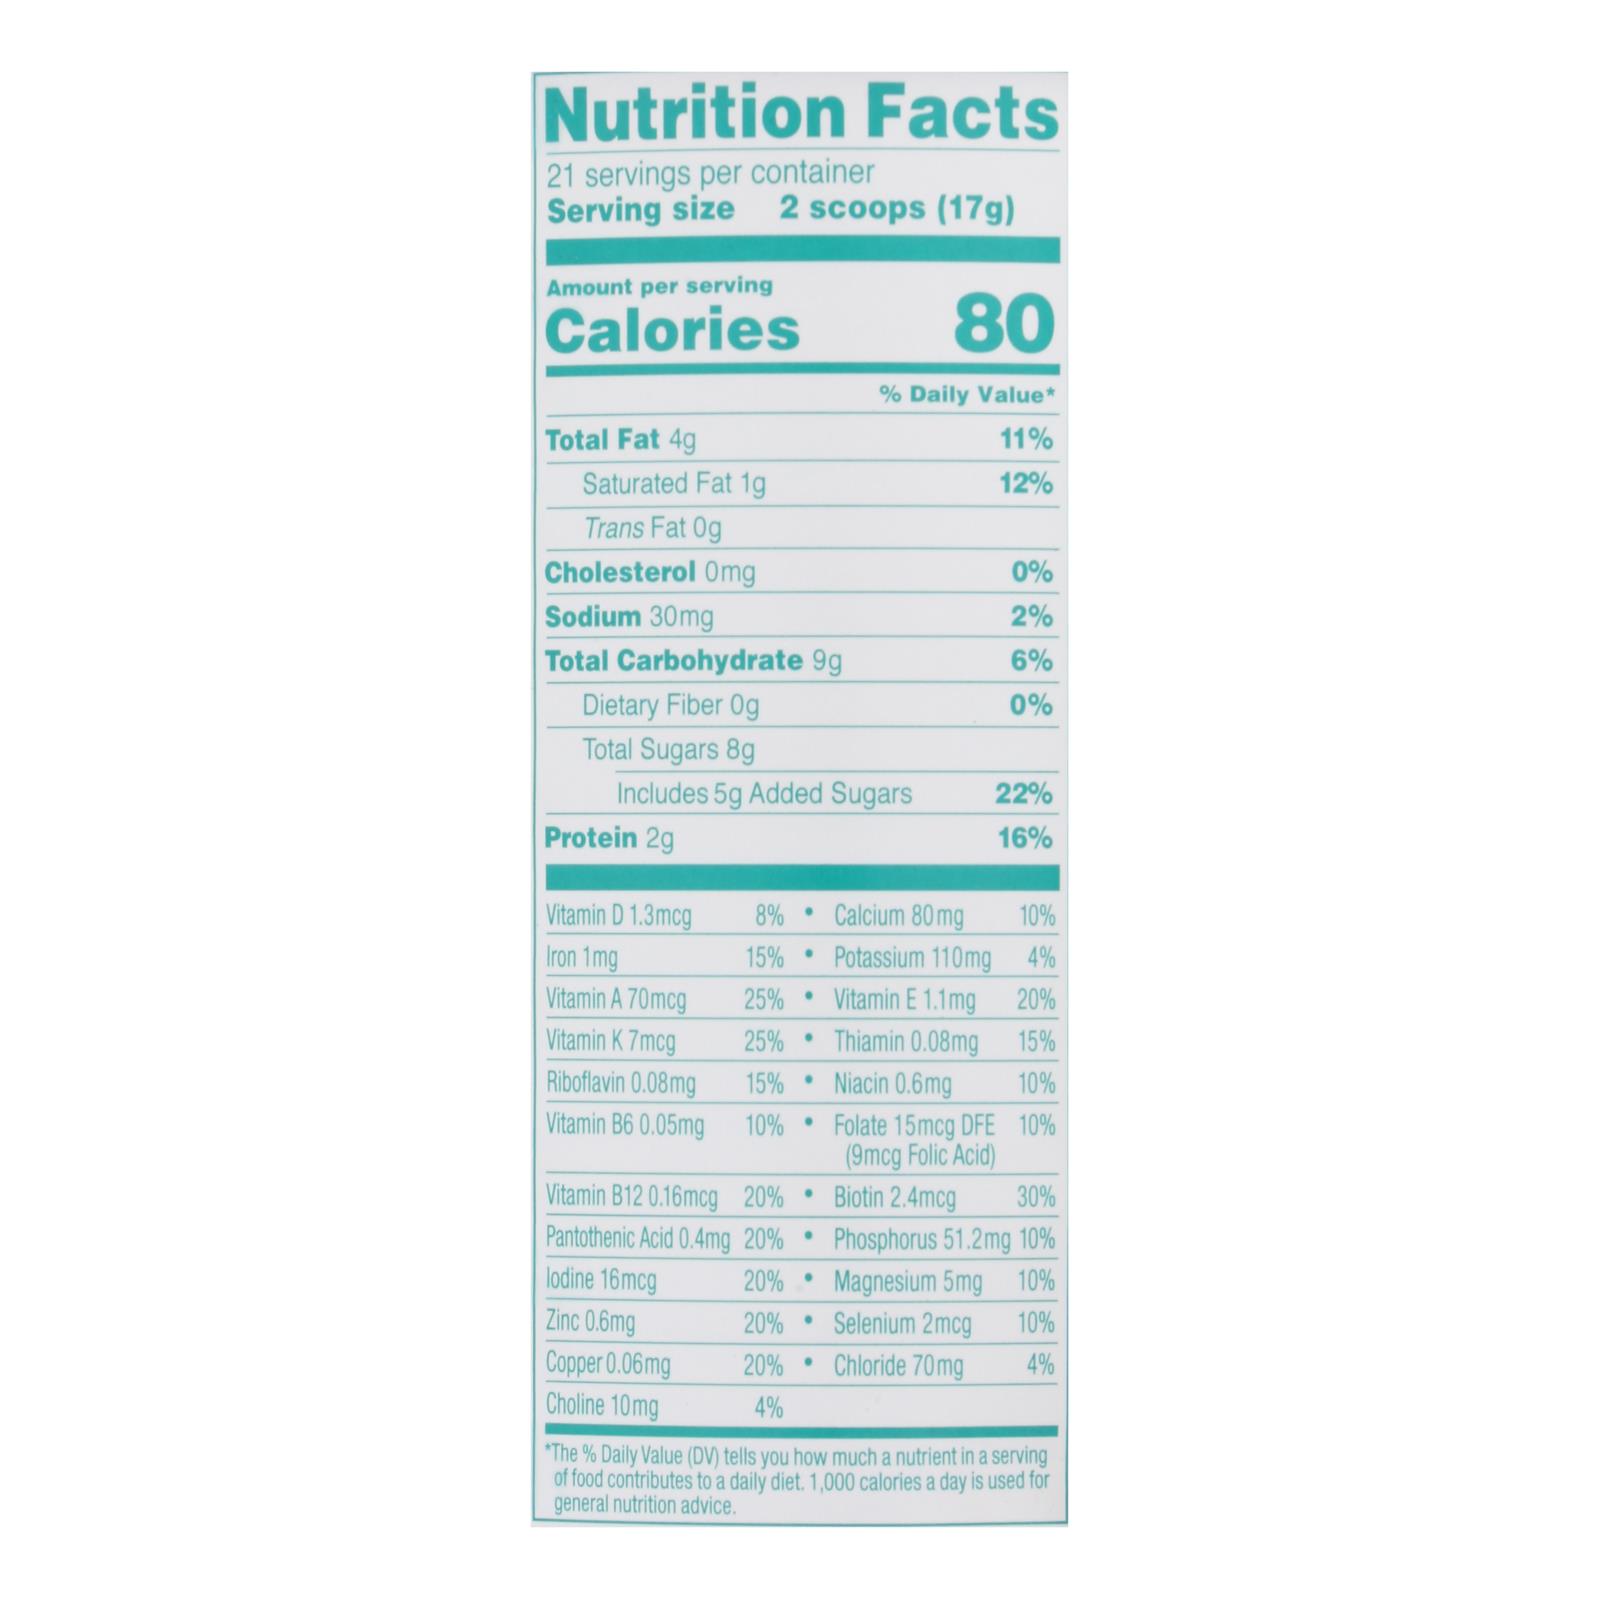 Nutrition Facts
21 servings per container
Serving size 2 scoops (17g)
Amount per serving
Calories 80
% Daily Value*
Total Fat 4g 11%
Saturated Fat 1g 12%
Trans Fat 0g
Cholesterol 0mg 0%
Sodium 30mg 2%
Total Carbohydrate 9g 6%
Dietary Fiber 0g 0%
Total Sugars 8g
Includes 5g Added Sugars 22%
Protein 2g 16%
Vitamin D 1.3mcg 8% • Calcium 80mg 10%
Iron 1mg 15% • Potassium 110mg 4%
Vitamin A 70mcg 25% • Vitamin E 1.1mg 20%
Vitamin K 7mcg 25% • Thiamin 0.08mg 15%
Riboflavin 0.08mg 15% • Niacin 0.6mg 10%
Vitamin B6 0.05mg 10% • Folate 15mcg DFE 10%
(9mcg Folic Acid)
Vitamin B12 0.16mcg 20% • Biotin 2.4mcg 30%
Pantothenic Acid 0.4mg 20% • Phosphorus 51.2mg 10%
Iodine 16mcg 20% • Magnesium 5mg 10%
Zinc 0.6mg 20% • Selenium 2mcg 10%
Copper 0.06mg 20% • Chloride 70mg 4%
Choline 10mg 4%
*The % Daily Value (DV) tells you how much a nutrient in a serving
of food contributes to a daily diet. 1,000 calories a day is used for
general nutrition advice.